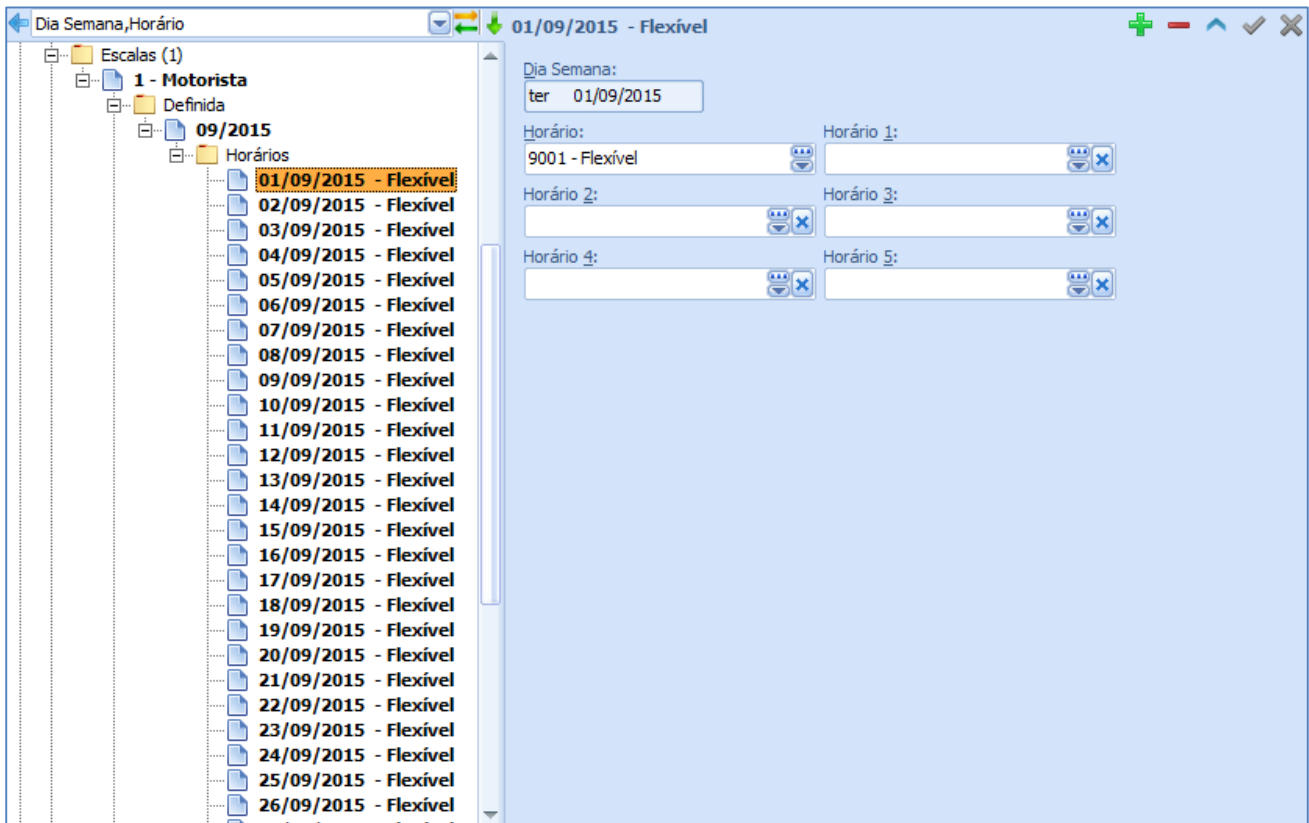 Dia Semana,Horário
Escalas (1)
1 - Motorista
Definida
09/2015
Horários
01/09/2015 - Flexível
02/09/2015 - Flexível
03/09/2015 - Flexível
04/09/2015 - Flexível
05/09/2015 - Flexível
06/09/2015 - Flexível
07/09/2015 - Flexível
08/09/2015 - Flexível
09/09/2015 - Flexível
10/09/2015 - Flexível
11/09/2015 - Flexível
12/09/2015 - Flexível
13/09/2015 - Flexível
14/09/2015 - Flexível
15/09/2015 - Flexível
16/09/2015 - Flexível
17/09/2015 - Flexível
18/09/2015 - Flexível
19/09/2015 - Flexível
20/09/2015 - Flexível
21/09/2015 - Flexível
22/09/2015 - Flexível
23/09/2015 - Flexível
24/09/2015 - Flexível
25/09/2015 - Flexível
26/09/2015 - Flexível
01/09/2015 - Flexível
Dia Semana:
ter 01/09/2015
Horário: Horário 1:
9001 - Flexível
Horário 2: Horário 3:
Horário 4: Horário 5: